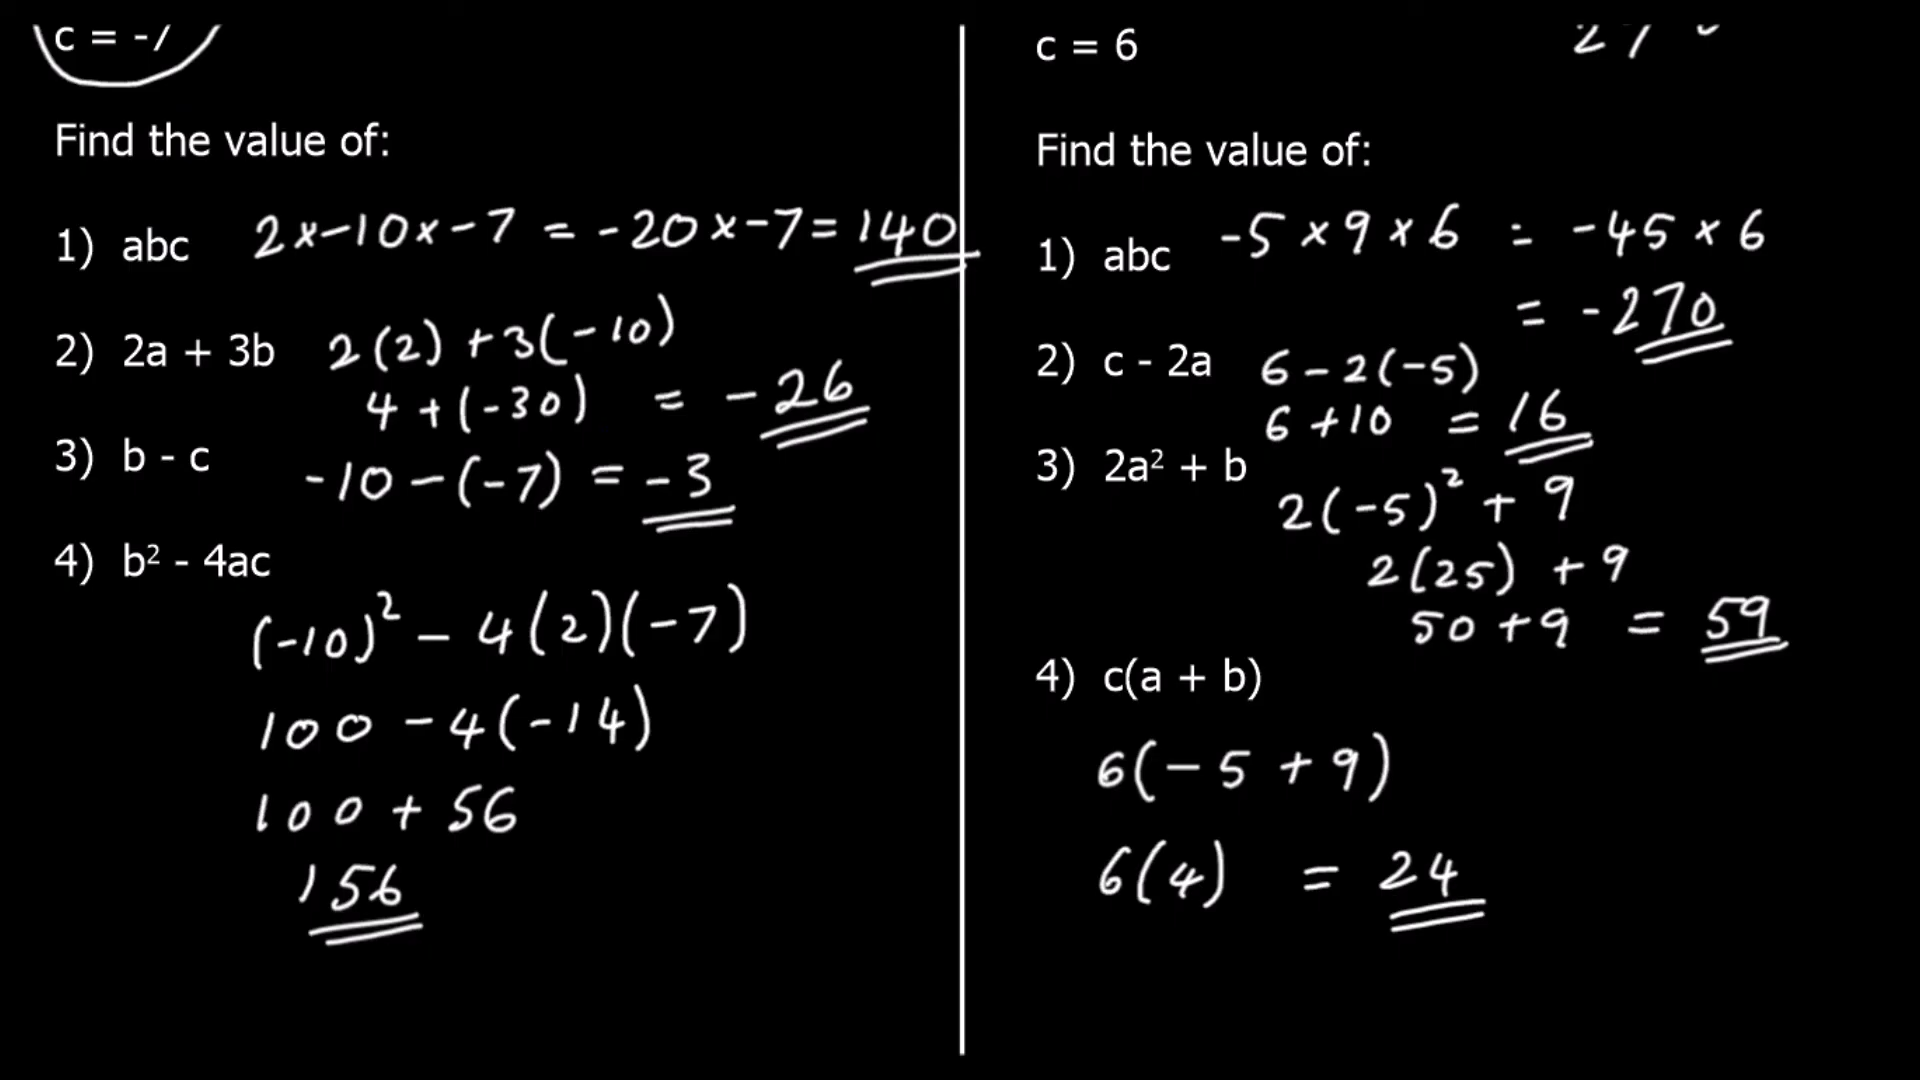 c = -7
Find the value of:
1) abc 2x-10x-7 = -20x-7= 140
2) 2a + 3b 2(2) +3(-10)
4 +(-30) = -26
3) b - c -10-(-7) = -3
4) b² - 4ac
(-10)² - 4(2)(-7)
100 -4(-14)
100 + 56
156
c = 6
Find the value of:
1) abc -5 x 9 x 6 = -45 x 6
= -270
2) c - 2a 6-2(-5)
6 +10 = 16
3) 2a² + b
2(-5)² + 9
2(25) + 9
50 +9 = 59
4) c(a + b)
6(-5 + 9)
6(4) = 24